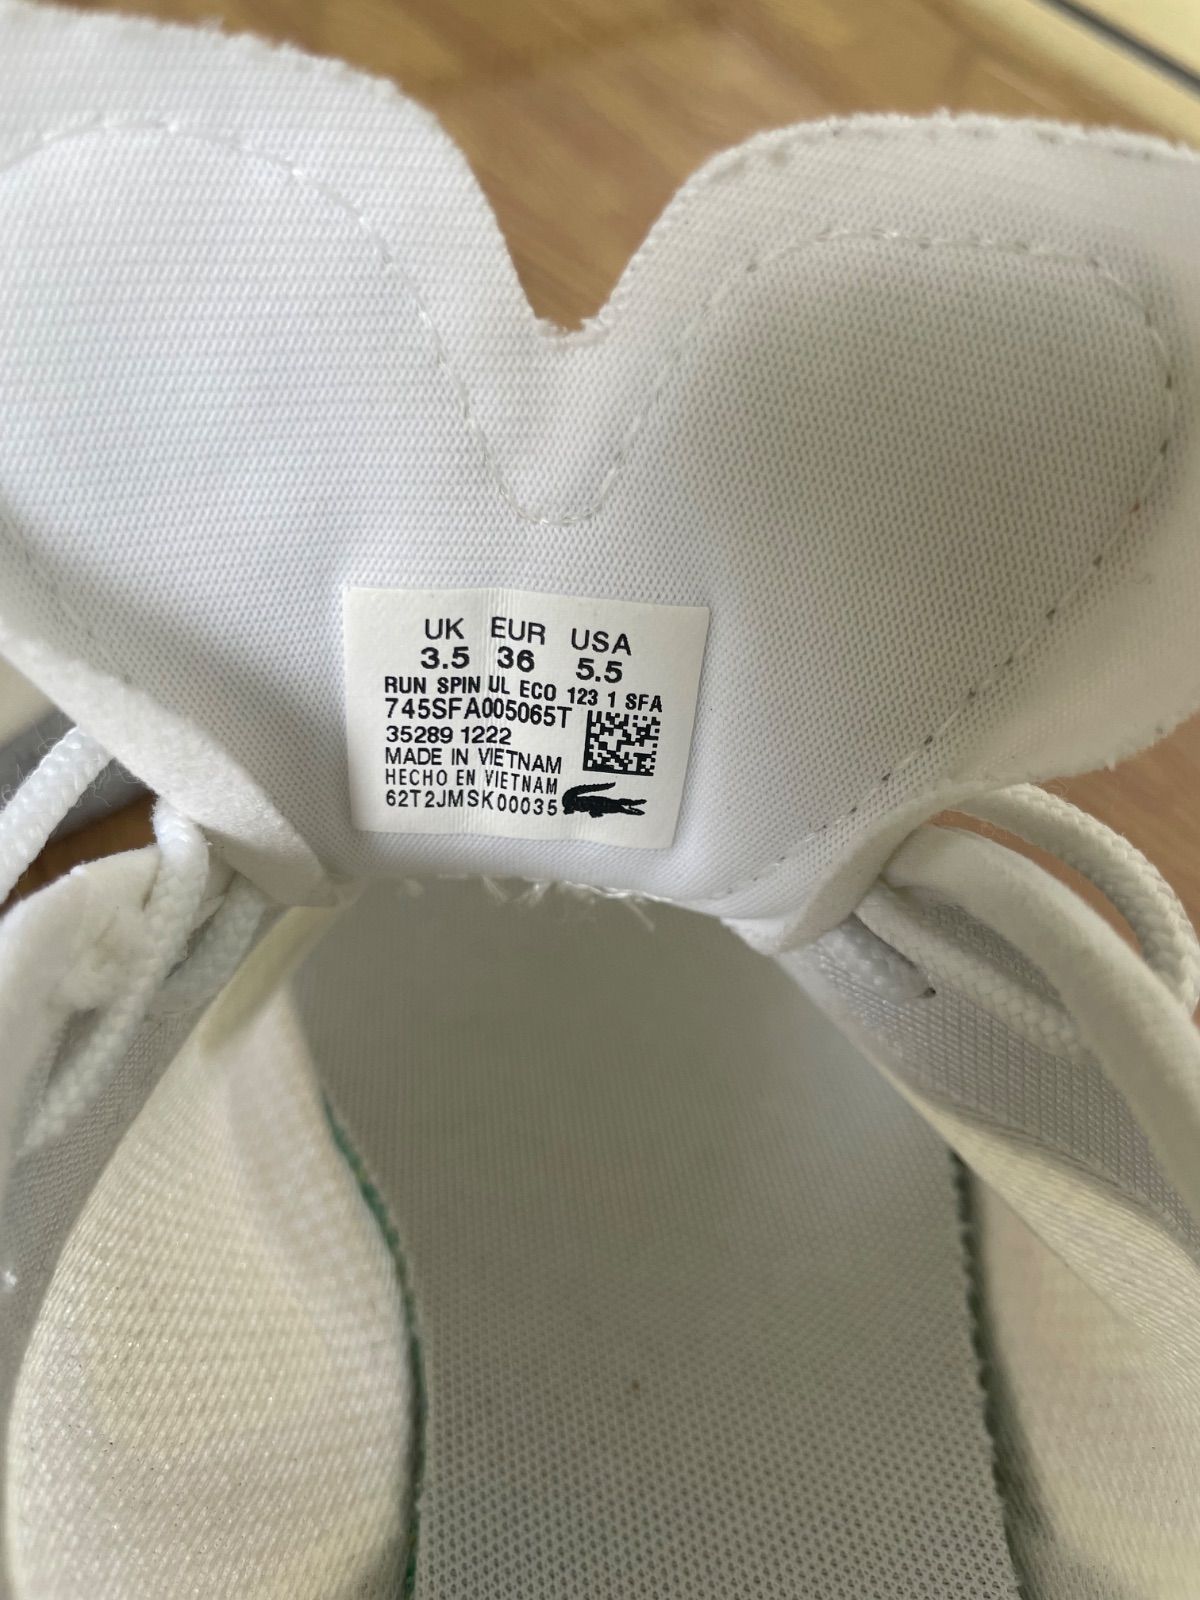 UK EUR USA
3.5 36 5.5
RUN SPIN UL ECO 123 1 SFA
745SFA005065T
35289 1222
MADE IN VIETNAM
HECHO EN VIETNAM
62T2JMSK00035